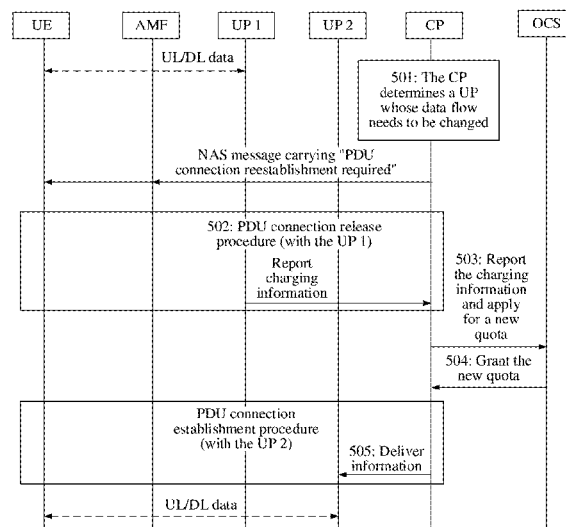 UE
AMF
UP 1
UP 2
CP
OCS
UL/DL data
501: The CP
determines a UP
whose data flow
needs to be changed
NAS message carrying "PDU
connection reestablishment required"
502: PDU connection release
procedure (with the UP 1)
Report
charging
information
503: Report
the charging
information
and apply
for a new
quota
504: Grant the
new quota
PDU connection
establishment procedure
(with the UP 2)
505: Deliver
information
UL/DL data